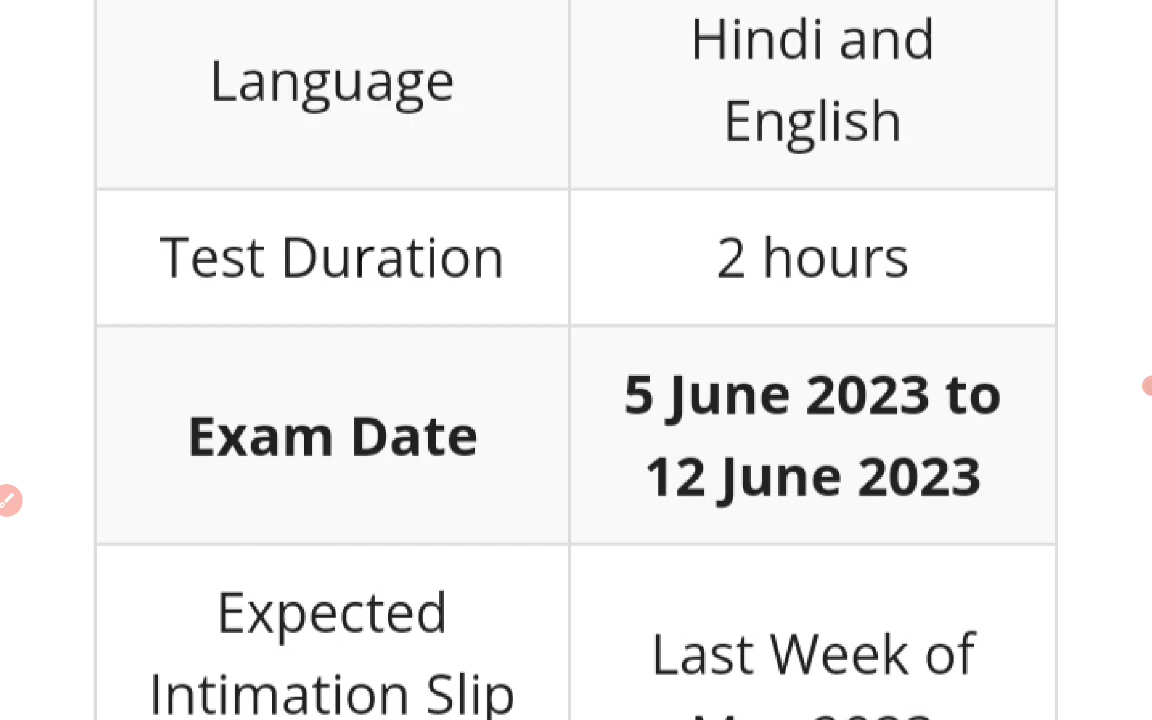 Hindi and
Language
English
Test Duration
2 hours
5 June 2023 to
Exam Date
12 June 2023
Expected
Last Week of
Intimation Slip